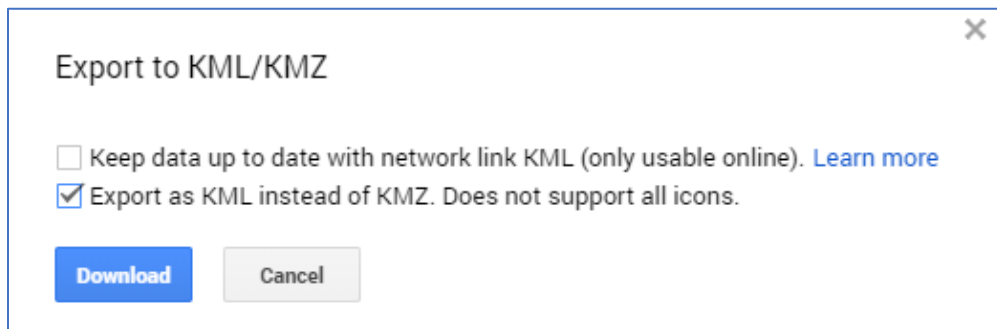 Export to KML/KMZ
Keep data up to date with network link KML (only usable online). Learn more
Export as KML instead of KMZ. Does not support all icons.
Download Cancel